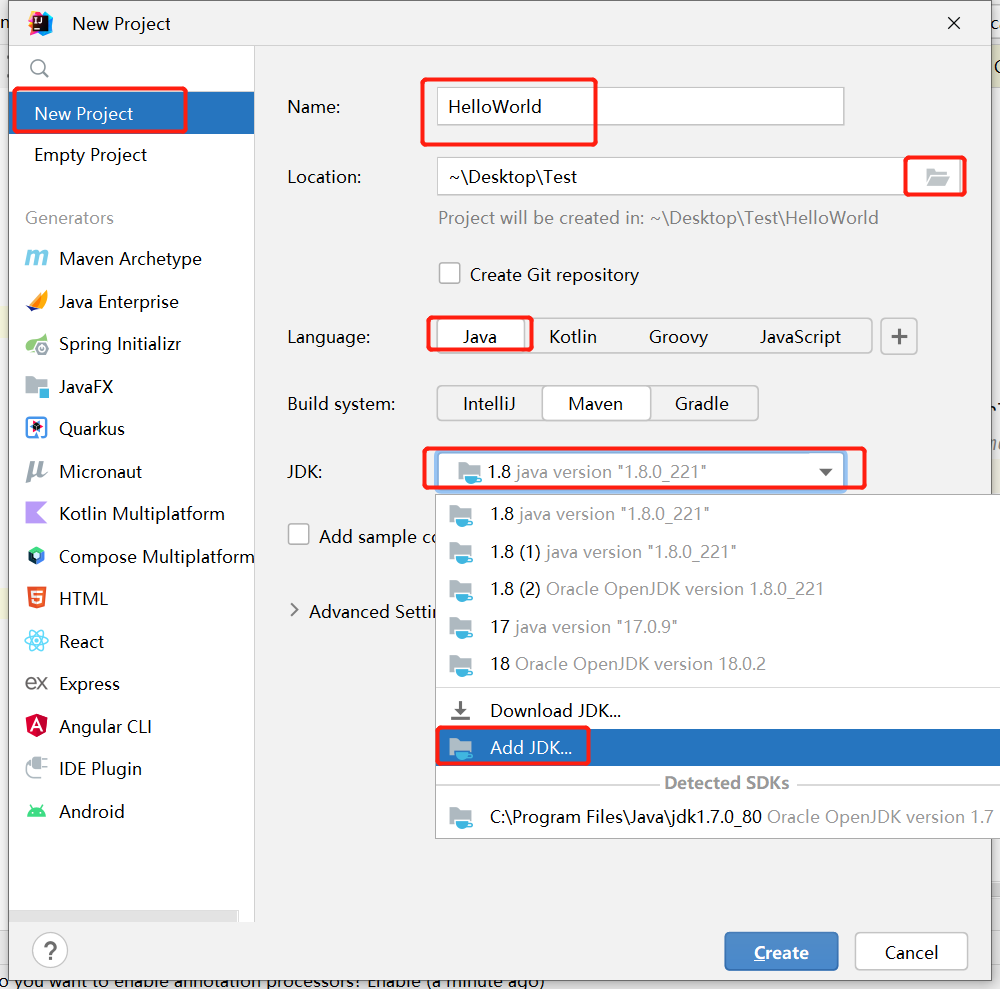 New Project
New Project
Empty Project
Generators
Maven Archetype
Java Enterprise
Spring Initializr
JavaFX
Quarkus
Micronaut
Kotlin Multiplatform
Compose Multiplatform
HTML
React
Express
Angular CLI
IDE Plugin
Android
Name:
HelloWorld
Location:
~\Desktop\Test
Project will be created in: ~\Desktop\Test\HelloWorld
Create Git repository
Language:
Java Kotlin Groovy JavaScript
Build system:
IntelliJ Maven Gradle
JDK:
1.8 java version "1.8.0_221"
1.8 java version "1.8.0_221"
1.8 (1) java version "1.8.0_221"
1.8 (2) Oracle OpenJDK version 1.8.0_221
17 java version "17.0.9"
18 Oracle OpenJDK version 18.0.2
Download JDK...
Add JDK...
Detected SDKs
C:\Program Files\Java\jdk1.7.0_80 Oracle OpenJDK version 1.7
Add sample co
Advanced Settin
? Create Cancel
o you want to enable annotation processors? Enable (a minute ago)